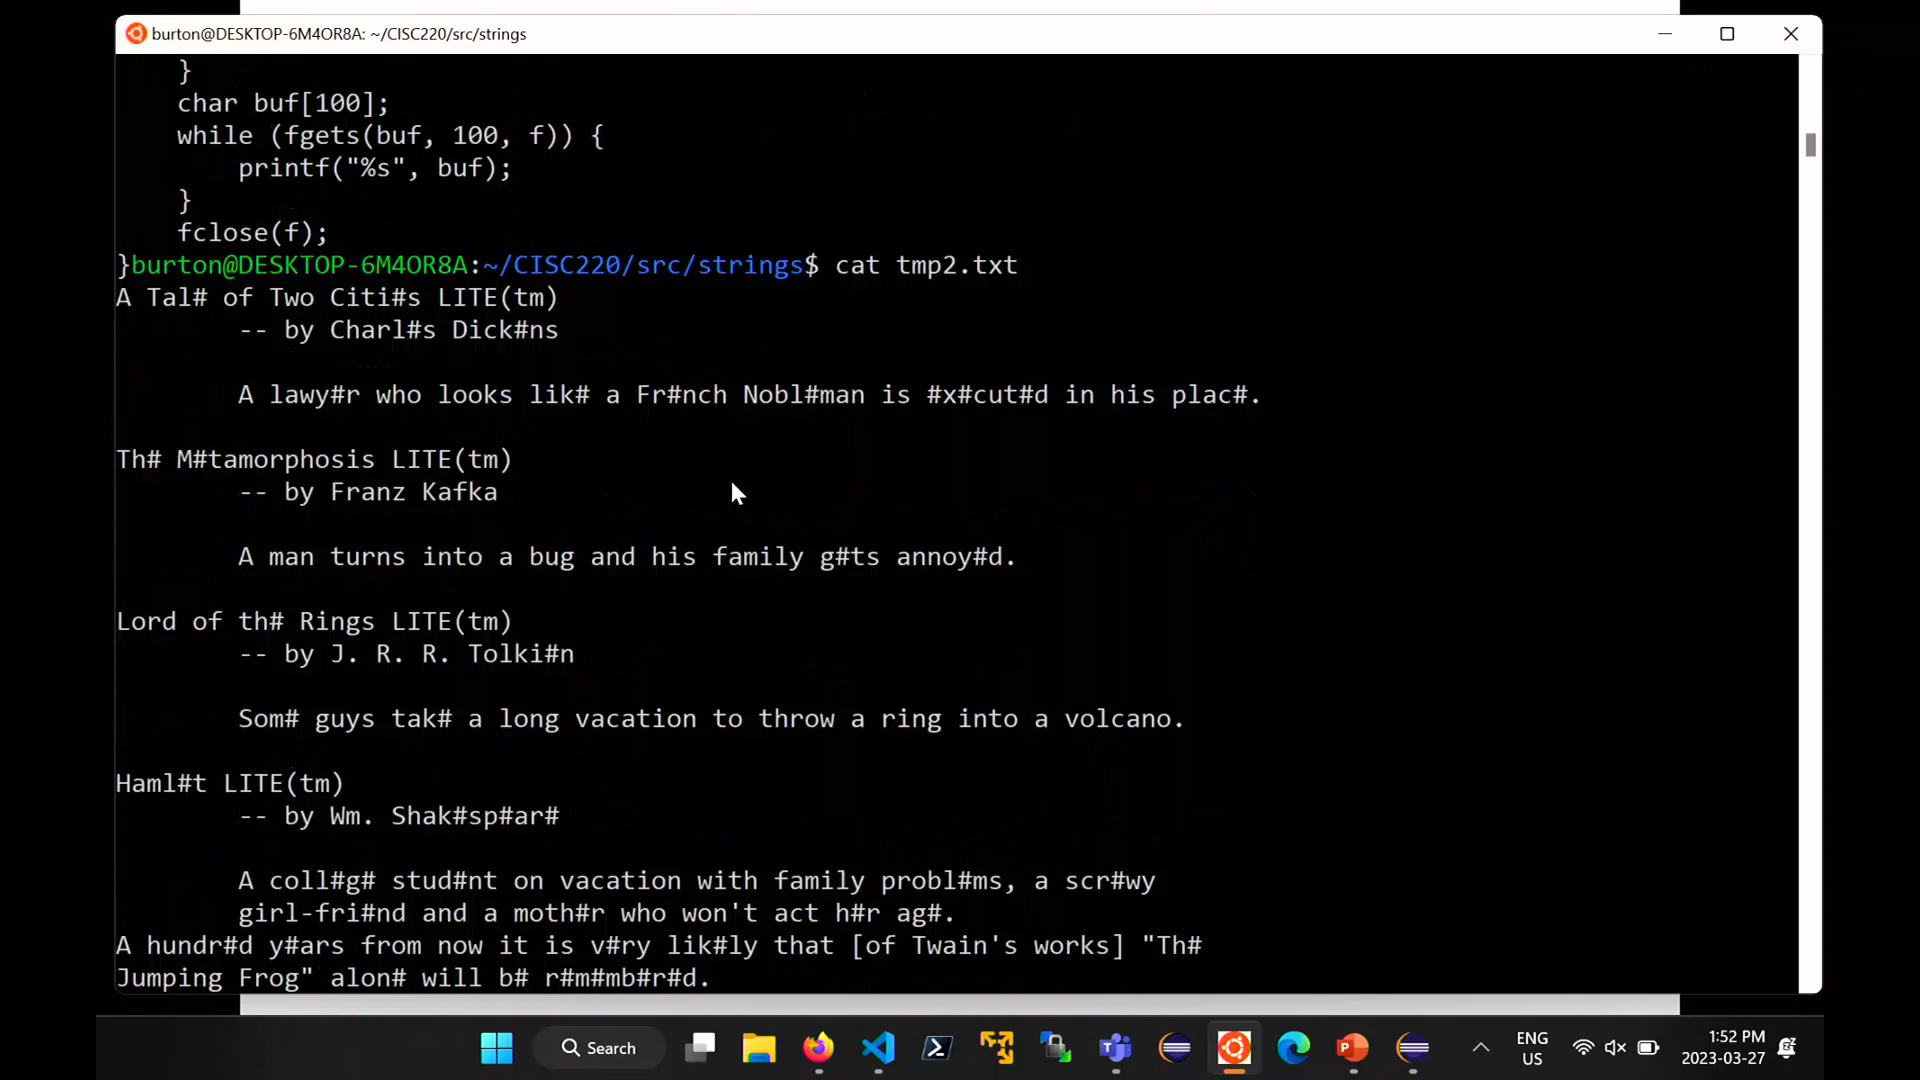 burton@DESKTOP-6M4OR8A: ~/CISC220/src/strings
}
char buf[100];
while (fgets(buf, 100, f)) {
printf("%s", buf);
}
fclose(f);
}burton@DESKTOP-6M4OR8A:~/CISC220/src/strings$ cat tmp2.txt
A Tal# of Two Citi#s LITE(tm)
-- by Charl#s Dick#ns
A lawy#r who looks lik# a Fr#nch Nobl#man is #x#cut#d in his plac#.
Th# M#tamorphosis LITE(tm)
-- by Franz Kafka
A man turns into a bug and his family g#ts annoy#d.
Lord of th# Rings LITE(tm)
-- by J. R. R. Tolki#n
Som# guys tak# a long vacation to throw a ring into a volcano.
Haml#t LITE(tm)
-- by Wm. Shak#sp#ar#
A coll#g# stud#nt on vacation with family probl#ms, a scr#wy
girl-fri#nd and a moth#r who won't act h#r ag#.
A hundr#d y#ars from now it is v#ry lik#ly that [of Twain's works] "Th#
Jumping Frog" alon# will b# r#m#mb#r#d.
Search
ENG
US
1:52 PM
2023-03-27